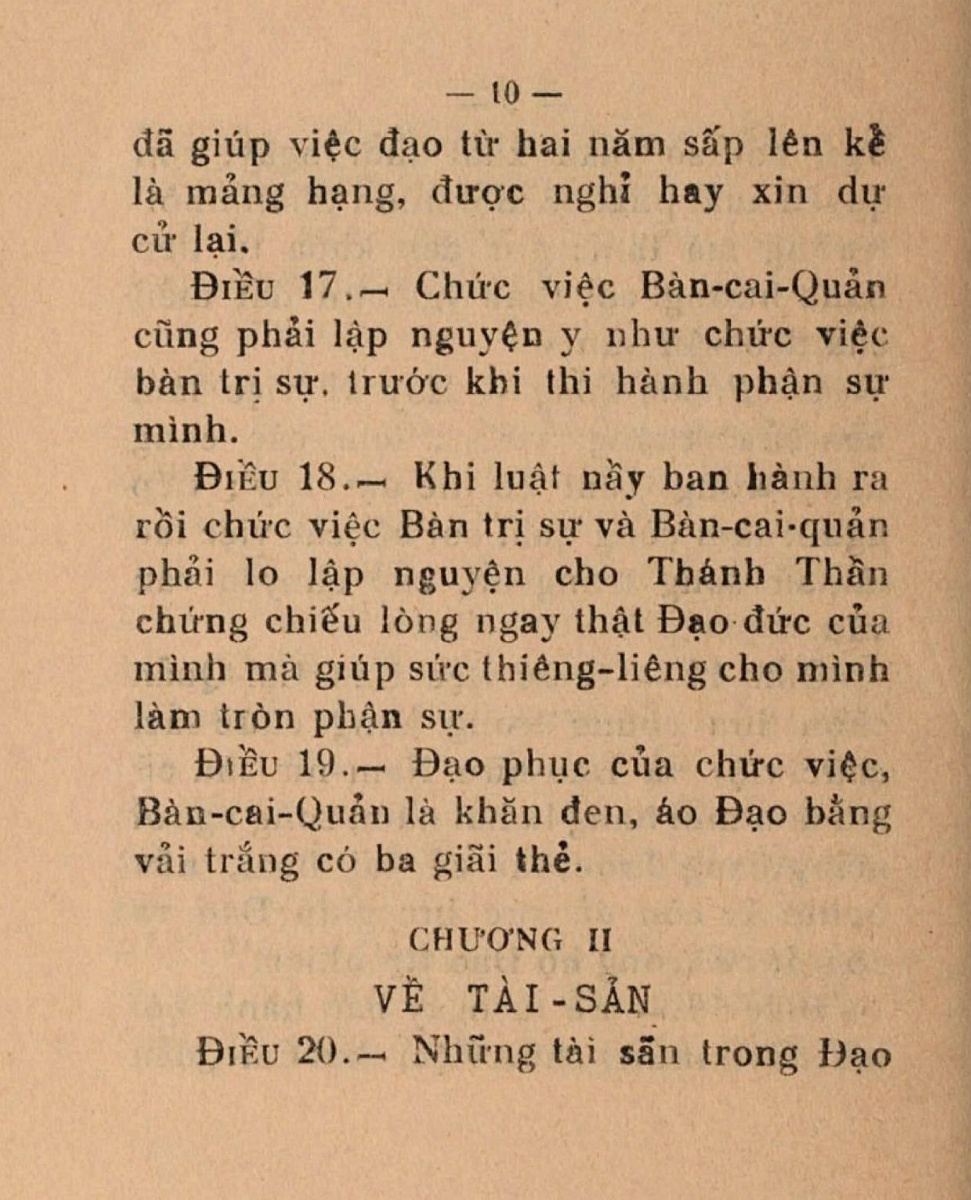 — 10 —
đã giúp việc đạo từ hai năm sấp lên kể
là mảng hạng, được nghỉ hay xin dự
cử lại.
ĐIỀU 17.— Chức việc Bàn-cai-Quản
cũng phải lập nguyện y như chức việc
bàn trị sự. trước khi thi hành phận sự
mình.
ĐIỀU 18.— Khi luật nầy ban hành ra
rồi chức việc Bàn trị sự và Bàn-cai-quản
phải lo lập nguyện cho Thánh Thần
chứng chiếu lòng ngay thật Đạo đức của
mình mà giúp sức thiêng-liêng cho mình
làm tròn phận sự.
ĐIỀU 19.— Đạo phục của chức việc,
Bàn-cai-Quản là khăn đen, áo Đạo bằng
vải trắng có ba giãi thẻ.
CHƯƠNG II
VỀ TÀI-SẢN
ĐIỀU 20.— Những tài sãn trong Đạo